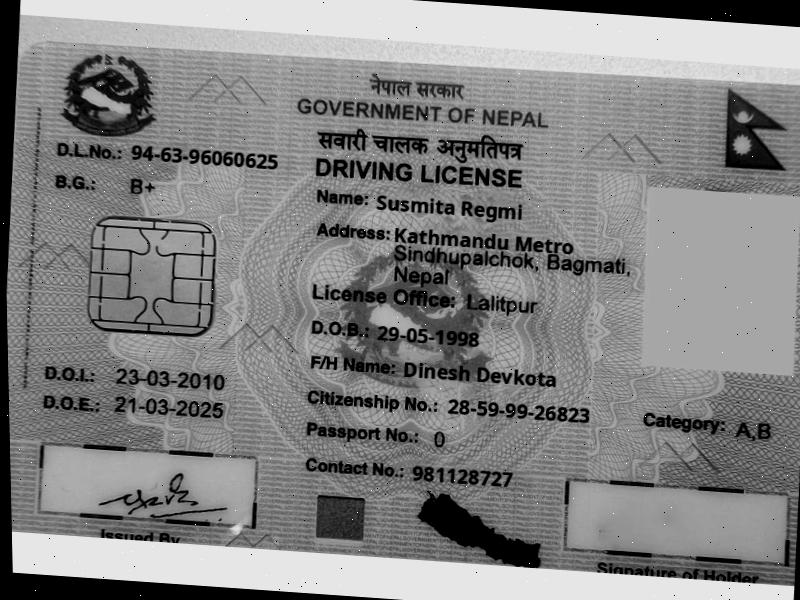 नेपाल सरकार
GOVERNMENT OF NEPAL
सवारी चालक अनुमतिपत्र
DRIVING LICENSE
D.L.No.: 94-63-96060625
B.G.: B+
Name: Susmita Regmi
Address: Kathmandu Metro
Sindhupalchok, Bagmati,
Nepal
License Office: Lalitpur
D.O.B.: 29-05-1998
F/H Name: Dinesh Devkota
D.O.I.: 23-03-2010
D.O.E.: 21-03-2025
Citizenship No.: 28-59-99-26823
Category: A,B
Passport No.: 0
Contact No.: 981128727
Issued By
Signature of Holder